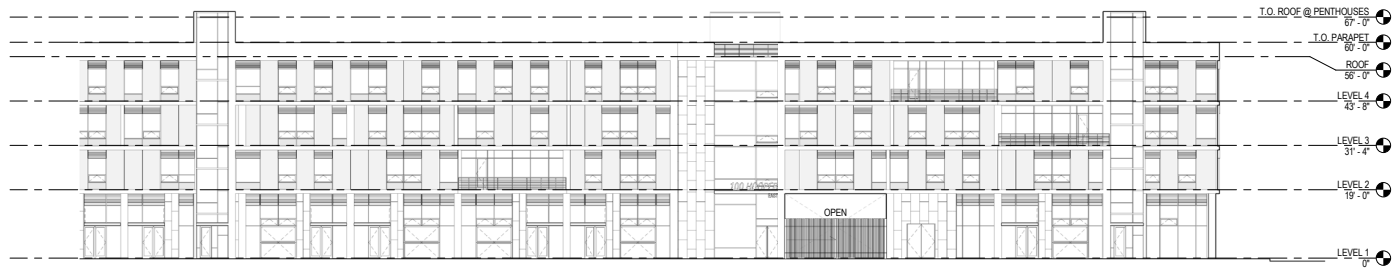 T.O. ROOF @ PENTHOUSES
67' - 0"
T.O. PARAPET
60' - 0"
ROOF
56' - 0"
LEVEL 4
43' - 8"
LEVEL 3
31' - 4"
100
LEVEL 2
19' - 0"
OPEN
LEVEL 1
0"